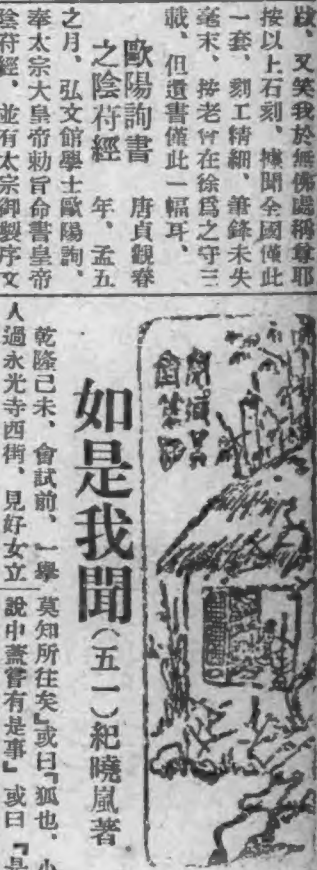 跋、又笑我於無佛處稱尊耶
按以上石刻、據聞全國僅此
一套、刻工精細、筆鋒未失
毫末、按老
在徐爲之守三
載、但遺書僅此一幅耳、
歐陽詢書
之陰苻經
唐貞觀春
年、孟五
之月、弘文館學士歐陽詢、
奉太宗大皇帝勅旨命書皇帝
陰苻經、並有太宗御製序文
如是我聞(五一)紀曉嵐著
乾隆己未、會試前、一舉
人過永光寺西街、見好女立
莫知所往矣』或曰『狐也、小
說中蓋嘗有是事』或曰『是